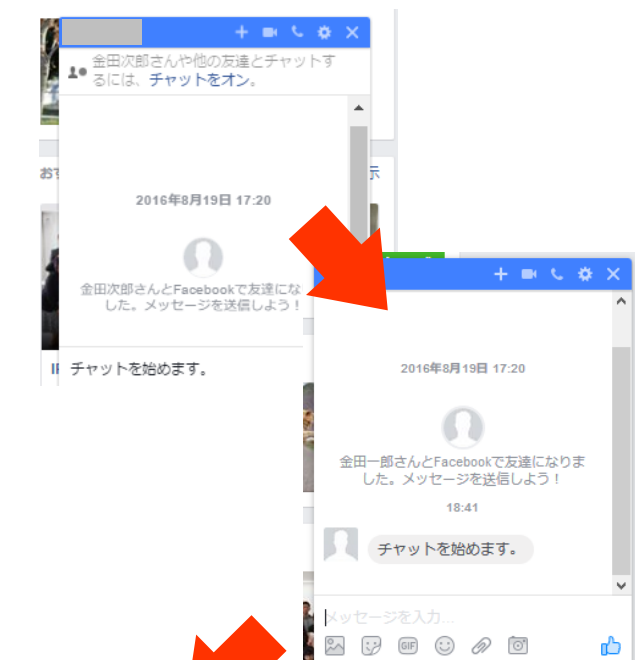 金田次郎さんや他の友達とチャットす
るには、チャットをオン。
おす
示
2016年8月19日 17:20
金田次郎さんとFacebookで友達にな
した。メッセージを送信しよう！
チャットを始めます。
2016年8月19日 17:20
金田一郎さんとFacebookで友達になりま
した。メッセージを送信しよう！
18:41
チャットを始めます。
メッセージを入力...
GIF